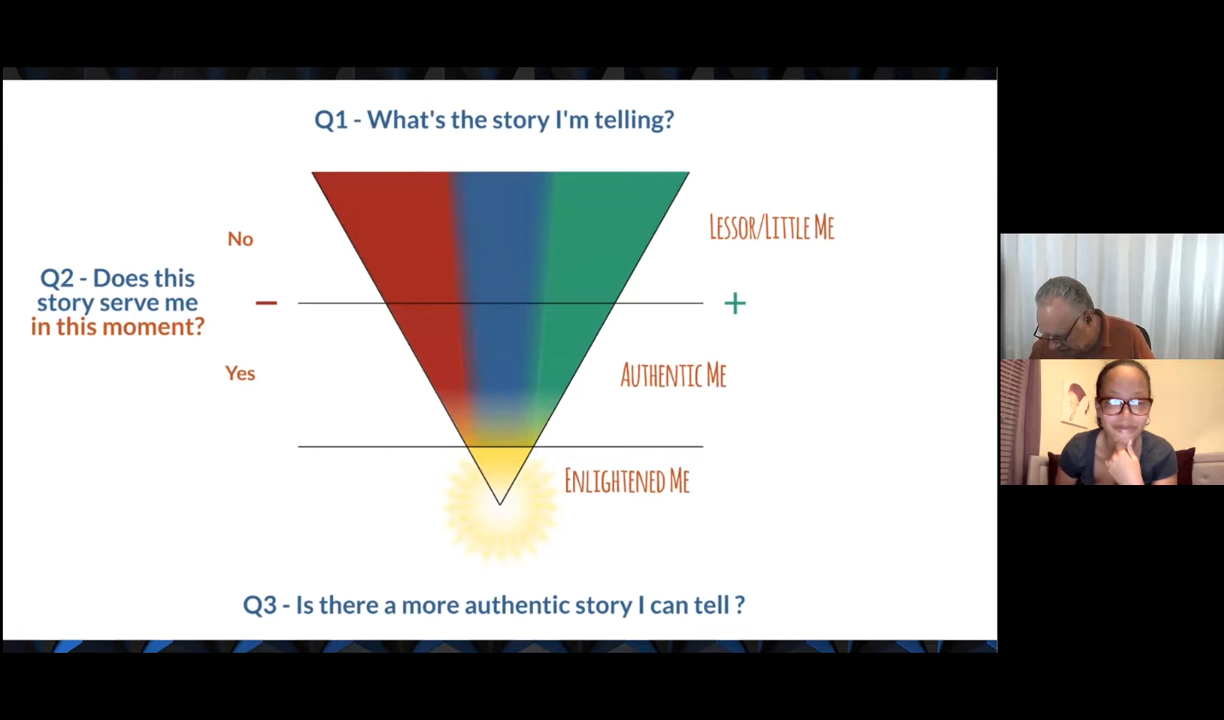 Q1 - What's the story I'm telling?
No
LESSOR/LITTLE ME
Q2 - Does this
story serve me
in this moment?
−
+
Yes
AUTHENTIC ME
ENLIGHTENED ME
Q3 - Is there a more authentic story I can tell ?